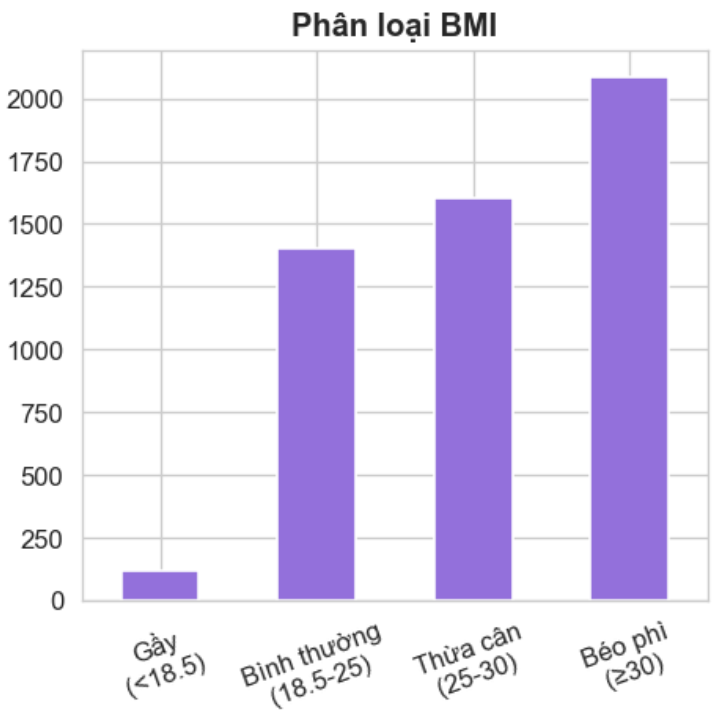 Phân loại BMI
2000
1750
1500
1250
1000
750
500
250
0
Gầy
(<18.5)
Bình thường
(18.5-25)
Thừa cân
(25-30)
Béo phì
(≥30)